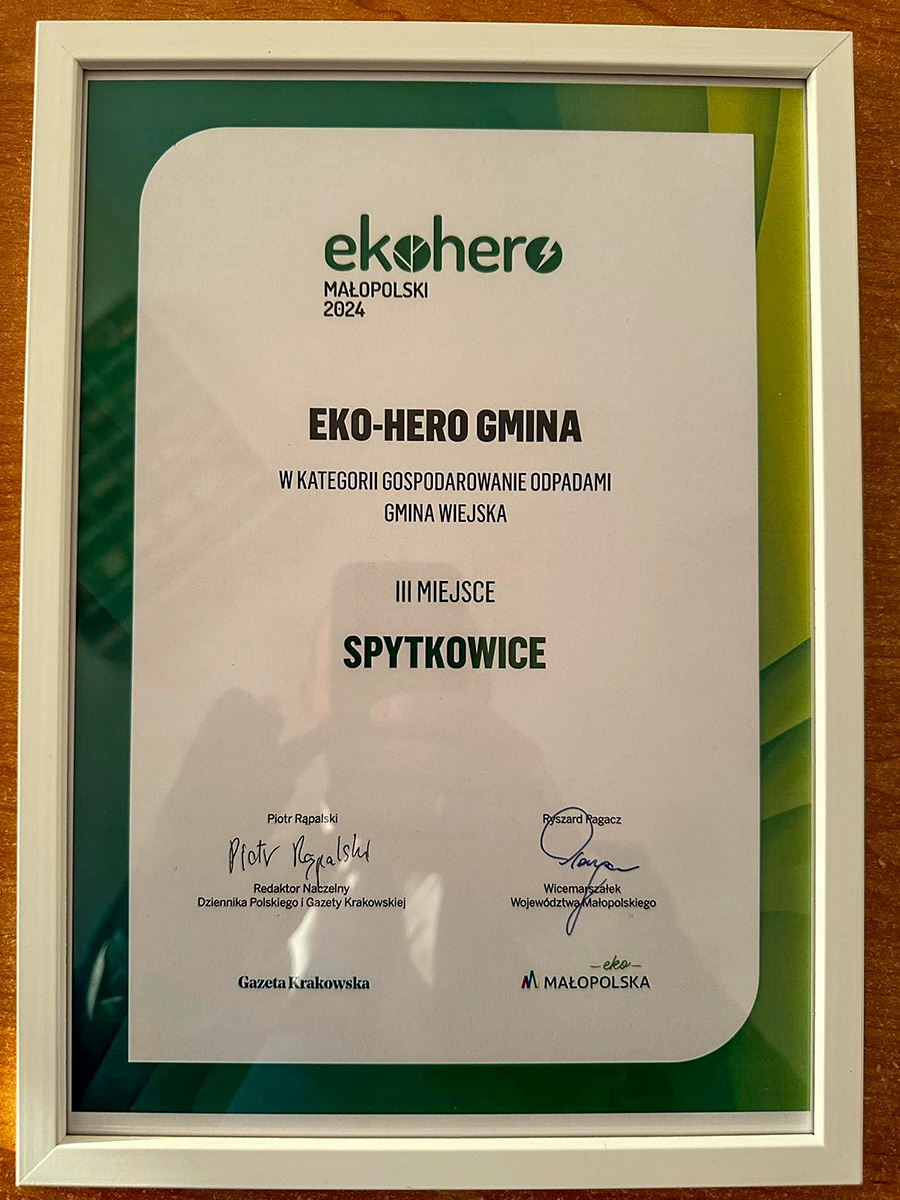 ekohero
MAŁOPOLSKI
2024
EKO-HERO GMINA
W KATEGORII GOSPODAROWANIE ODPADAMI
GMINA WIEJSKA
III MIEJSCE
SPYTKOWICE
Piotr Rąpalski
Piotr Rąpalski
Redaktor Naczelny
Dziennika Polskiego i Gazety Krakowskiej
Gazeta Krakowska
Ryszard Pagacz
Wicemarszałek
Województwa Małopolskiego
eko
MAŁOPOLSKA